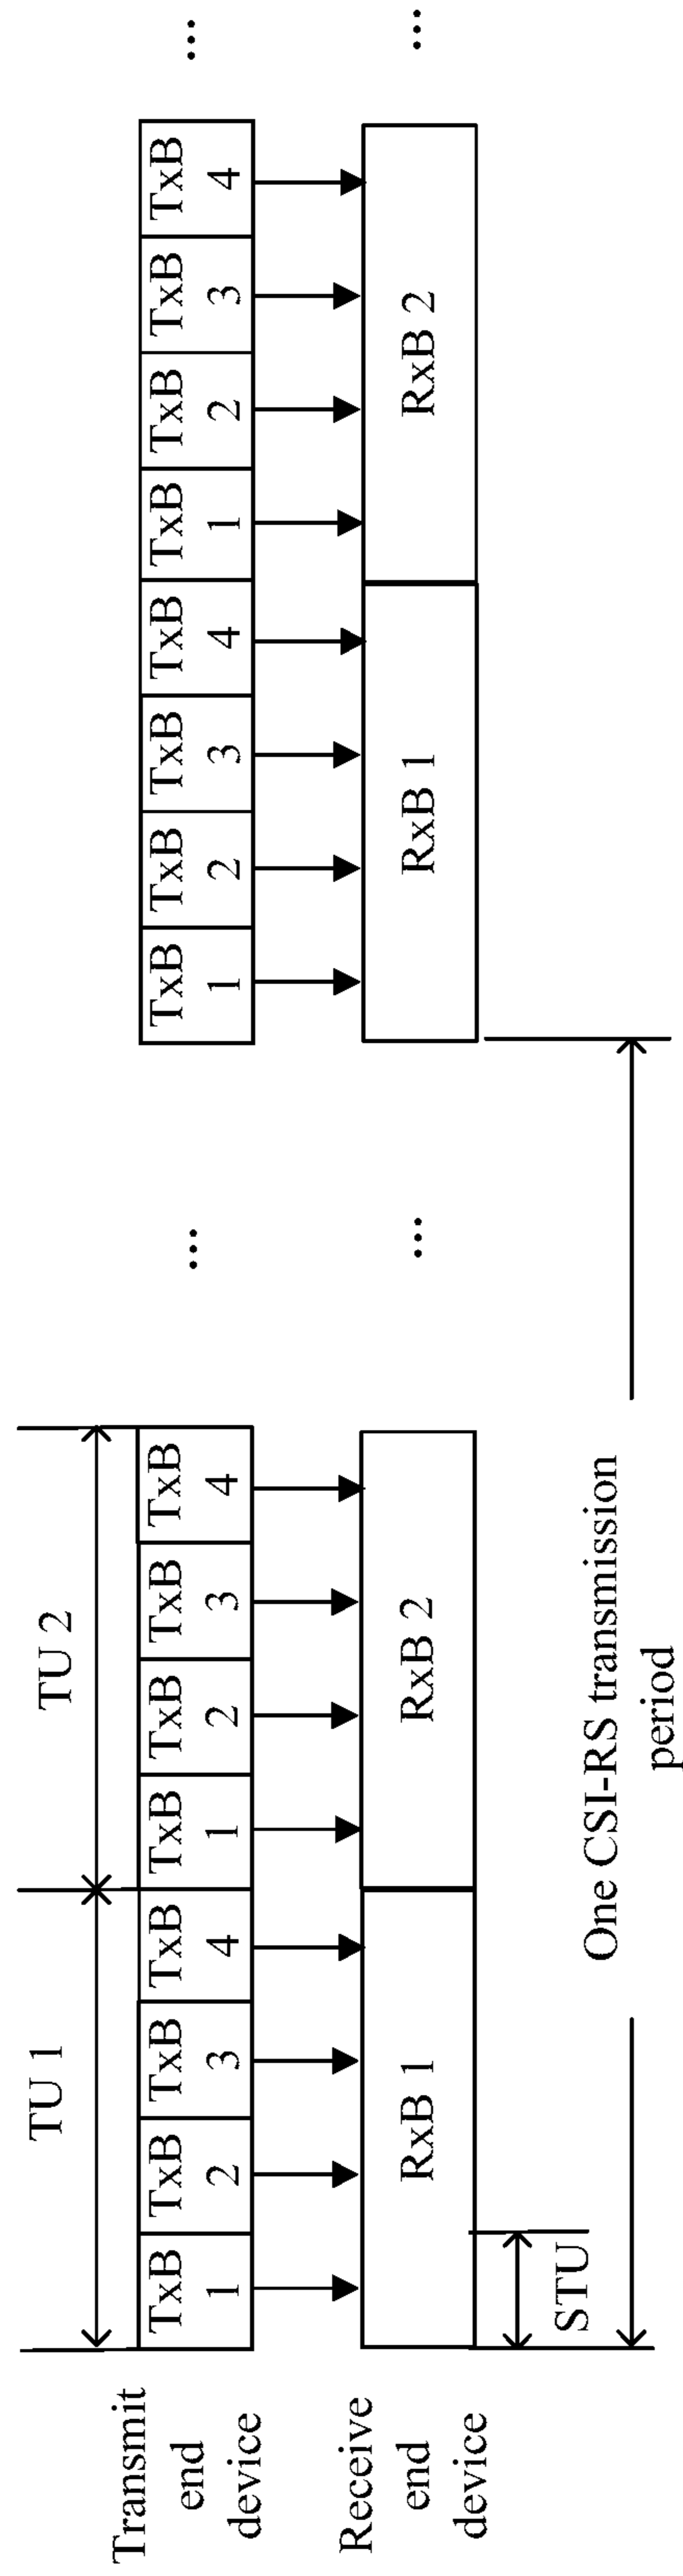 TU 1
TU 2
Transmit
end
device
TxB
1
TxB
2
TxB
3
TxB
4
TxB
1
TxB
2
TxB
3
TxB
4
...
TxB
1
TxB
2
TxB
3
TxB
4
TxB
1
TxB
2
TxB
3
TxB
4
...
Receive
end
device
RxB 1
RxB 2
...
RxB 1
RxB 2
...
STU
One CSI-RS transmission
period